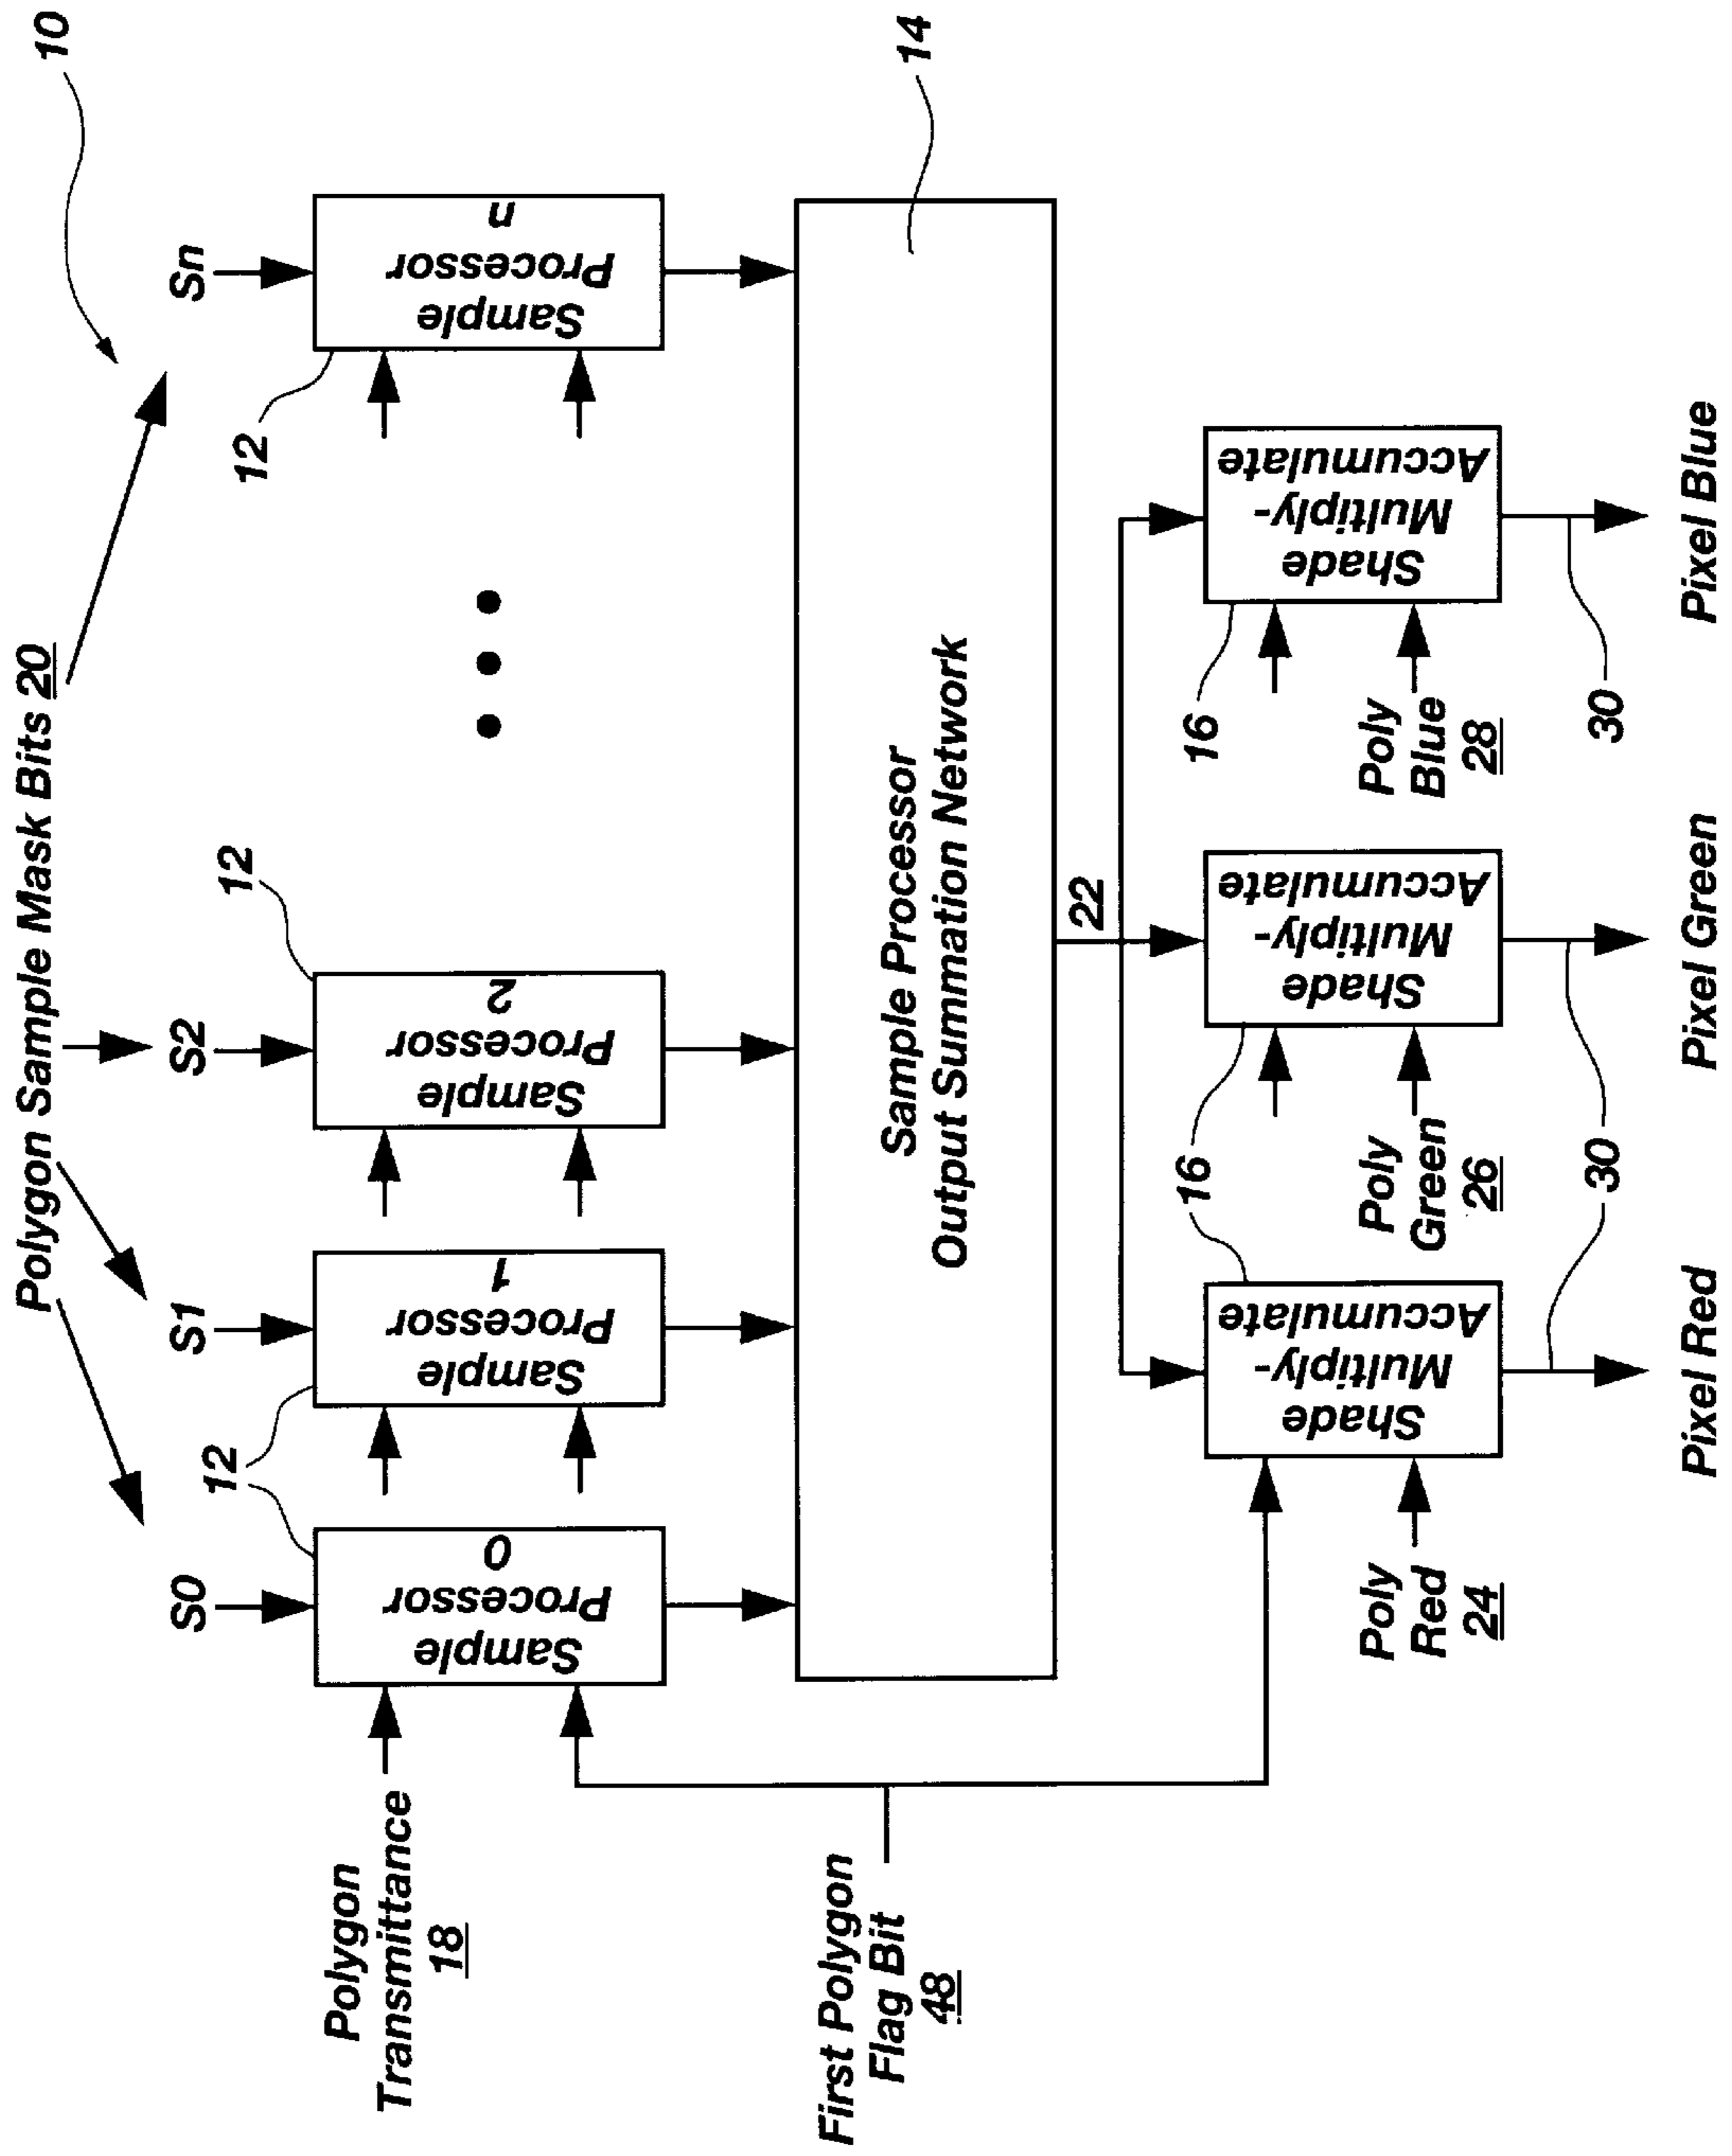 Polygon Sample Mask Bits 20
10
S0
S1
S2
Sn
12
12
12
Polygon
Transmittance
18
Sample
Processor
0
Sample
Processor
1
Sample
Processor
2
Sample
Processor
n
First Polygon
Flag Bit
48
Sample Processor
Output Summation Network
14
22
16
16
Poly
Red
24
Shade
Multiply-
Accumulate
Poly
Green
26
Shade
Multiply-
Accumulate
Poly
Blue
28
Shade
Multiply-
Accumulate
30
30
Pixel Red
Pixel Green
Pixel Blue